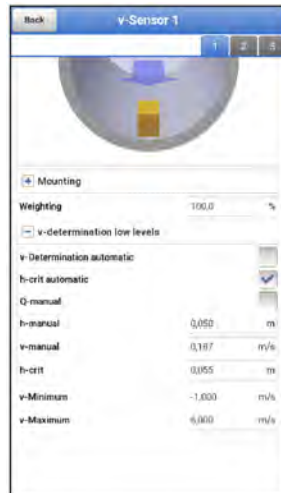 Back
v-Sensor 1
1 2 3
+ Mounting
Weighting 100,0 %
− v-determination low levels
v-Determination automatic
h-crit automatic
Q-manual
h-manual 0,050 m
v-manual 0,187 m/s
h-crit 0,055 m
v-Minimum -1,000 m/s
v-Maximum 6,000 m/s